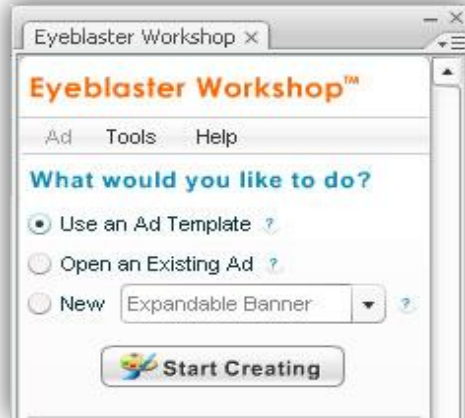 Eyeblaster Workshop ×
Eyeblaster Workshop™
Ad Tools Help
What would you like to do?
Use an Ad Template ?
Open an Existing Ad ?
New Expandable Banner ?
Start Creating